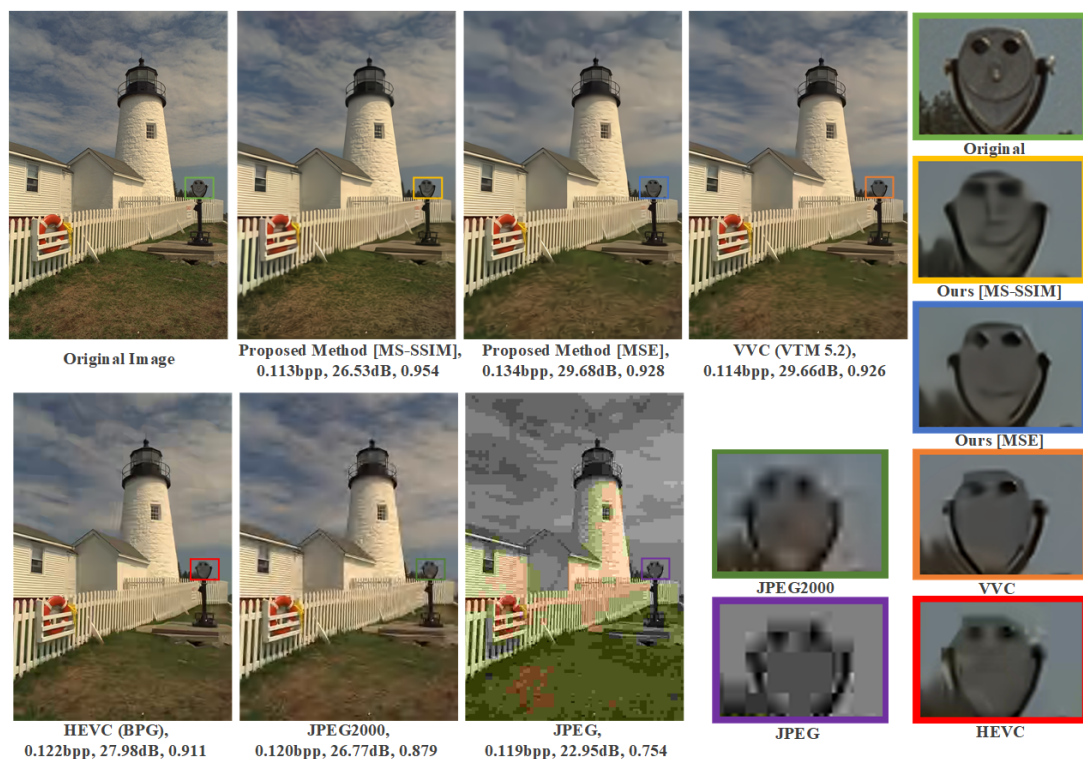 Original
Ours [MS-SSIM]
Original Image
Proposed Method [MS-SSIM],
0.113bpp, 26.53dB, 0.954
Proposed Method [MSE],
0.134bpp, 29.68dB, 0.928
VVC (VTM 5.2),
0.114bpp, 29.66dB, 0.926
Ours [MSE]
JPEG2000
VVC
HEVC (BPG),
0.122bpp, 27.98dB, 0.911
JPEG2000,
0.120bpp, 26.77dB, 0.879
JPEG,
0.119bpp, 22.95dB, 0.754
JPEG
HEVC